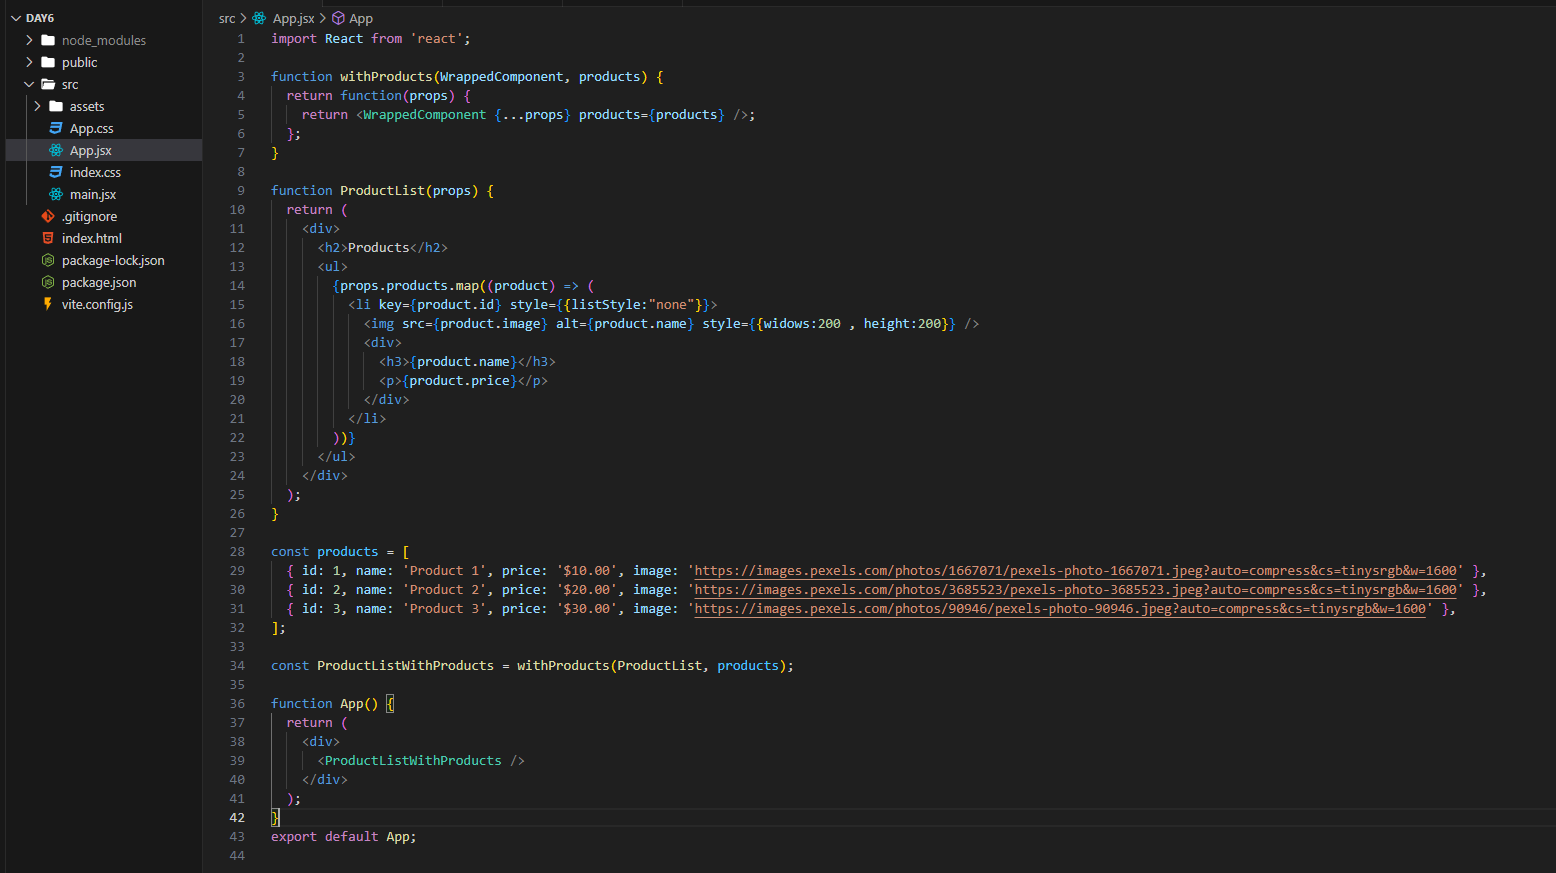 DAY6
node_modules
public
src
assets
App.css
App.jsx
index.css
main.jsx
.gitignore
index.html
package-lock.json
package.json
vite.config.js
src > App.jsx > App
1 import React from 'react';
2
3 function withProducts(WrappedComponent, products) {
4   return function(props) {
5     return <WrappedComponent {...props} products={products} />;
6   };
7 }
8
9 function ProductList(props) {
10   return (
11     <div>
12       <h2>Products</h2>
13       <ul>
14         {props.products.map((product) => (
15           <li key={product.id} style={{listStyle:"none"}}>
16             <img src={product.image} alt={product.name} style={{widows:200 , height:200}} />
17             <div>
18               <h3>{product.name}</h3>
19               <p>{product.price}</p>
20             </div>
21           </li>
22         ))}
23       </ul>
24     </div>
25   );
26 }
27
28 const products = [
29   { id: 1, name: 'Product 1', price: '$10.00', image: 'https://images.pexels.com/photos/1667071/pexels-photo-1667071.jpeg?auto=compress&cs=tinysrgb&w=1600' },
30   { id: 2, name: 'Product 2', price: '$20.00', image: 'https://images.pexels.com/photos/3685523/pexels-photo-3685523.jpeg?auto=compress&cs=tinysrgb&w=1600' },
31   { id: 3, name: 'Product 3', price: '$30.00', image: 'https://images.pexels.com/photos/90946/pexels-photo-90946.jpeg?auto=compress&cs=tinysrgb&w=1600' },
32 ];
33
34 const ProductListWithProducts = withProducts(ProductList, products);
35
36 function App() {
37   return (
38     <div>
39       <ProductListWithProducts />
40     </div>
41   );
42 }
43 export default App;
44